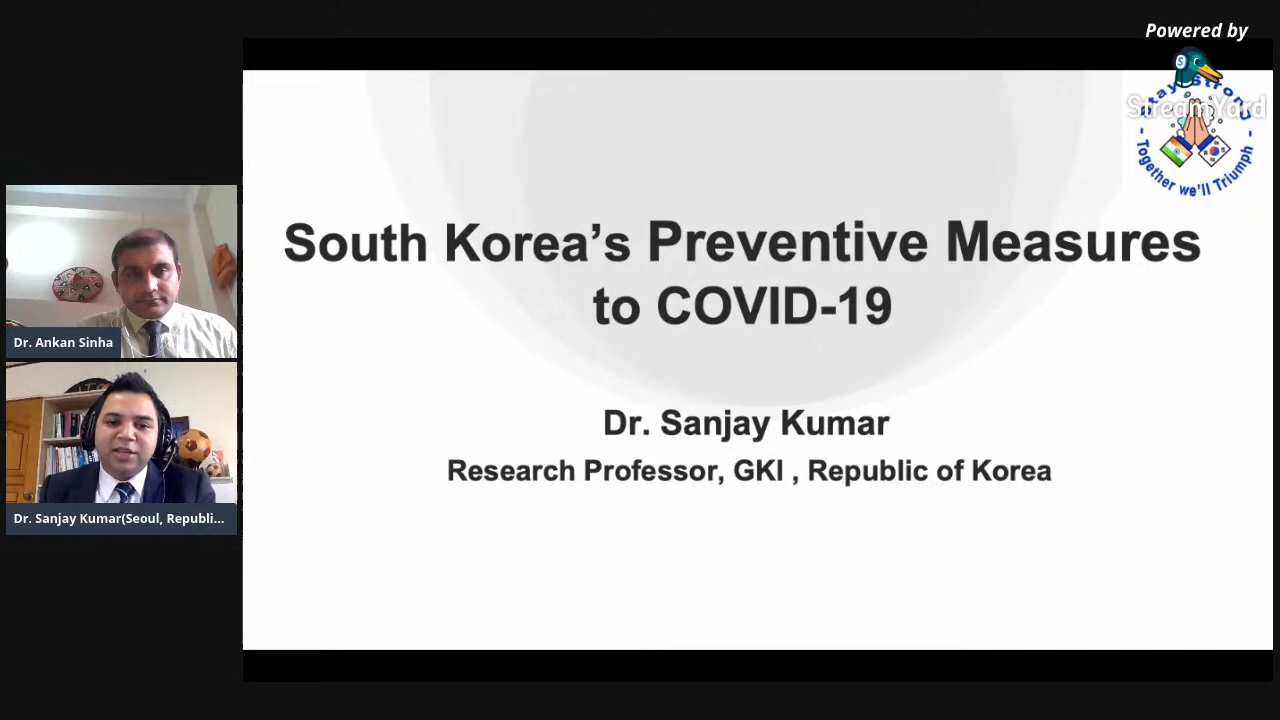 Powered by
StreamYard
Stay Strong
- Together we'll Triumph -
South Korea's Preventive Measures
to COVID-19
Dr. Sanjay Kumar
Research Professor, GKI , Republic of Korea
Dr. Ankan Sinha
Dr. Sanjay Kumar(Seoul, Republi...